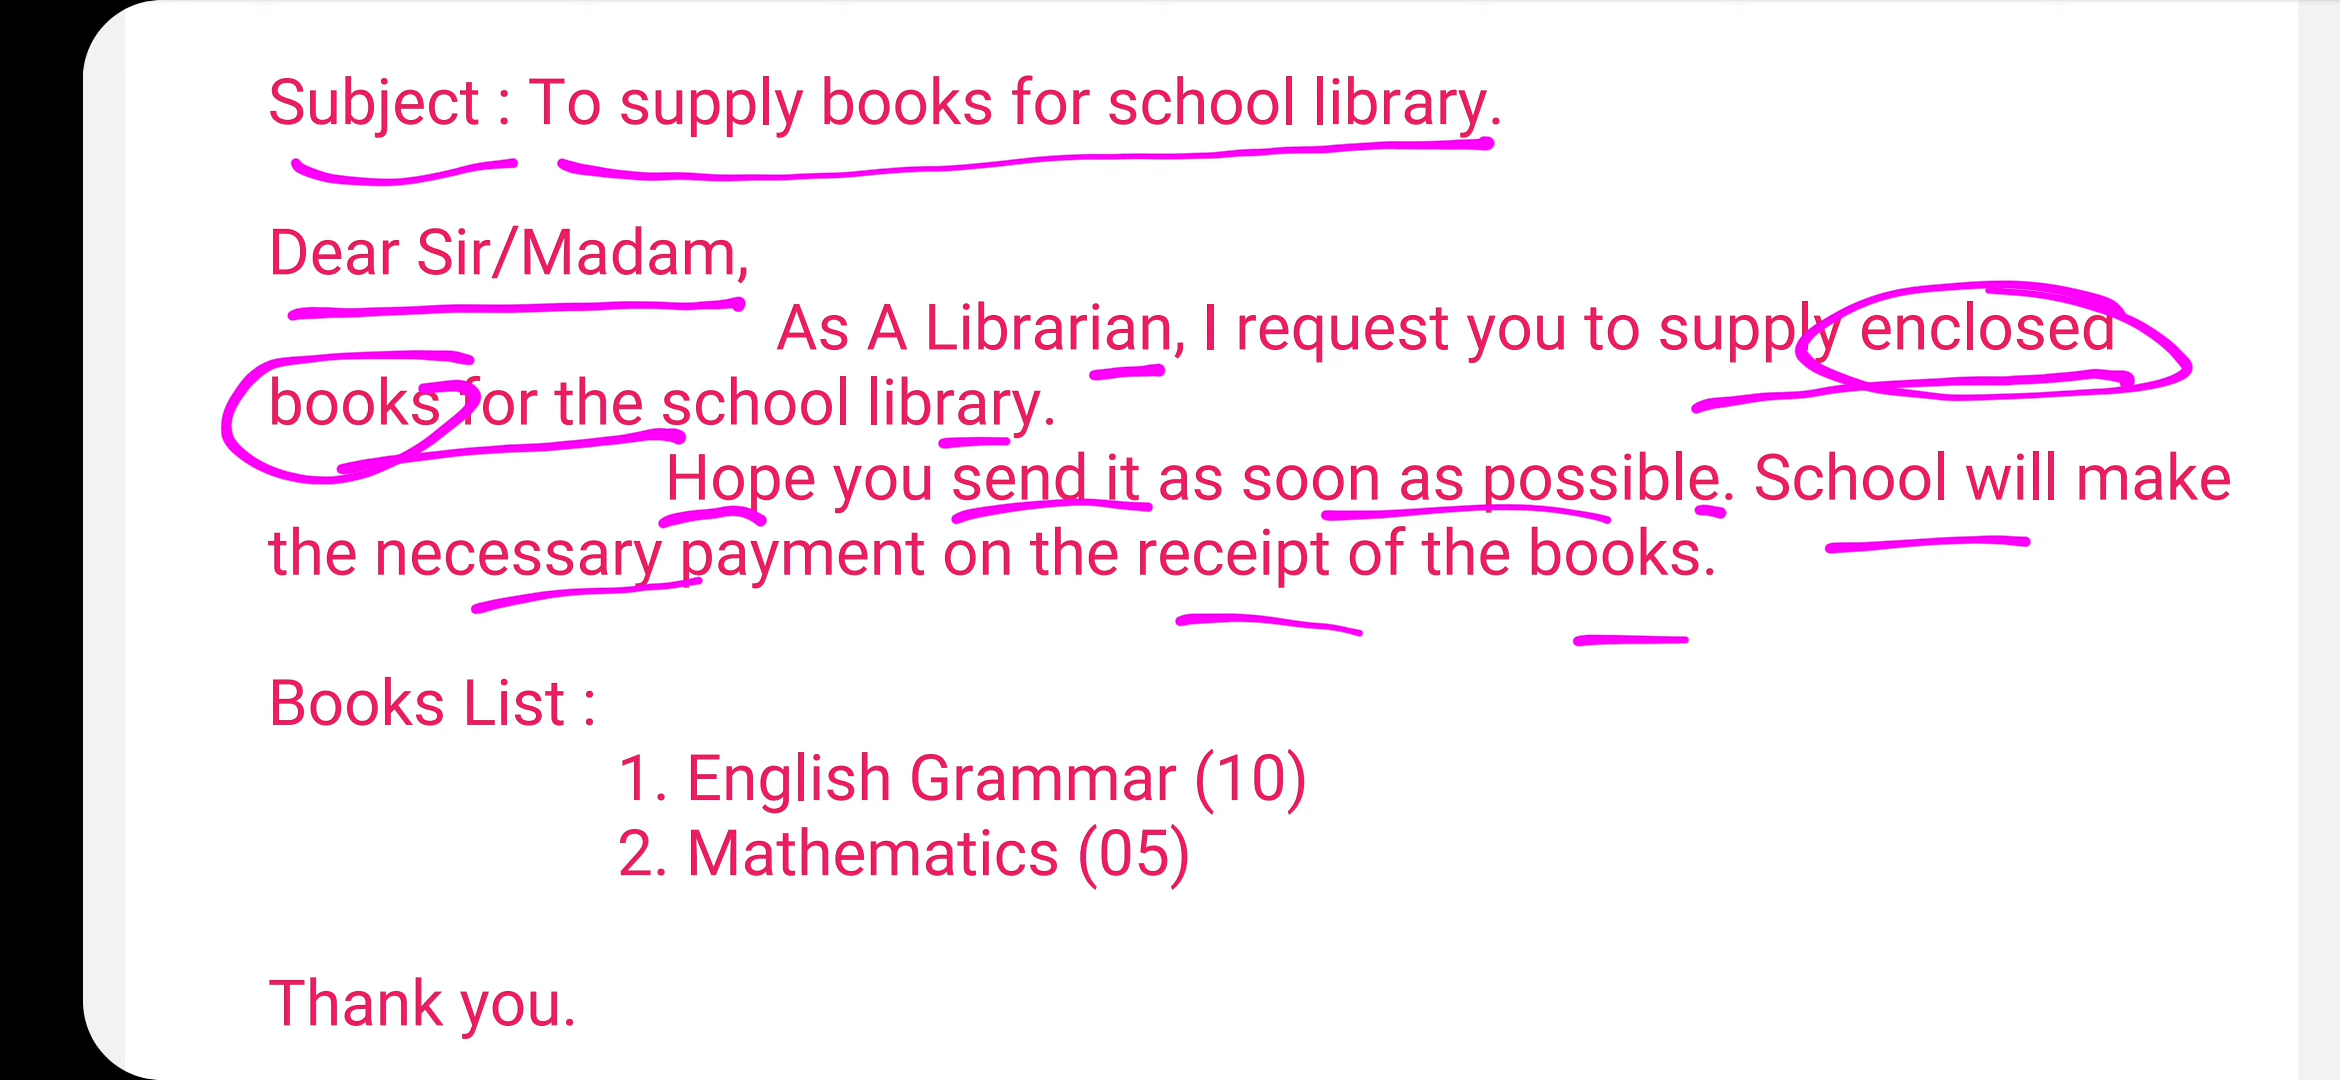 Subject : To supply books for school library.
Dear Sir/Madam,
As A Librarian, I request you to supply enclosed
books for the school library.
Hope you send it as soon as possible. School will make
the necessary payment on the receipt of the books.
Books List :
1. English Grammar (10)
2. Mathematics (05)
Thank you.